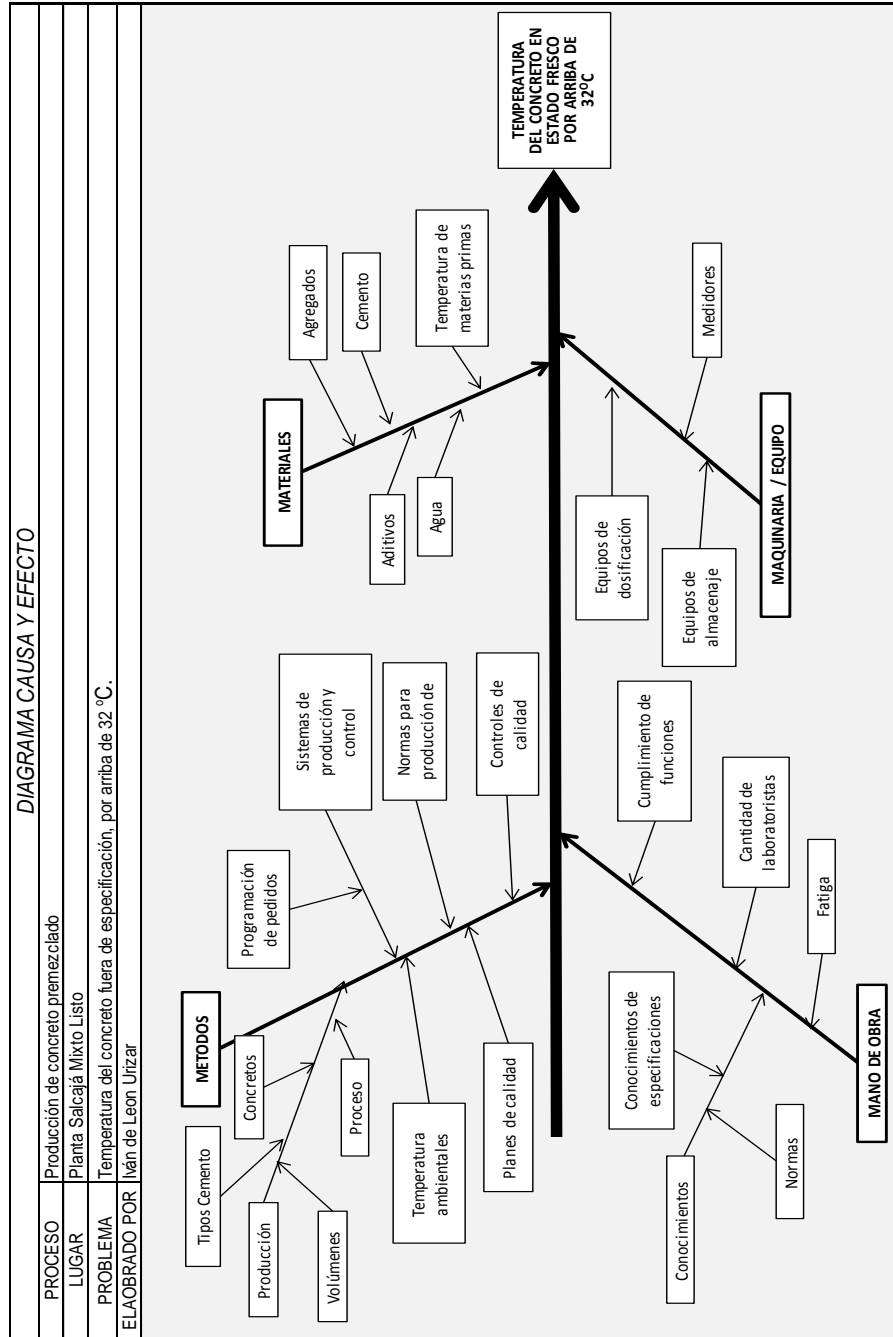 DIAGRAMA CAUSA Y EFECTO
PROCESO Producción de concreto premezclado
LUGAR Planta Salcajá Mixto Listo
PROBLEMA Temperatura del concreto fuera de especificación, por arriba de 32 °C.
ELAOBRADO POR Iván de Leon Urizar
METODOS
Tipos Cemento
Concretos
Producción
Volúmenes
Proceso
Programación
de pedidos
Sistemas de
producción y
control
Temperatura
ambientales
Normas para
producción de
Planes de calidad
Controles de
calidad
MATERIALES
Agregados
Cemento
Aditivos
Agua
Temperatura de
materias primas
TEMPERATURA
DEL CONCRETO EN
ESTADO FRESCO
POR ARRIBA DE
32°C
Conocimientos
Conocimientos de
especificaciones
Normas
Cumplimiento de
funciones
Cantidad de
laboratoristas
Fatiga
MANO DE OBRA
Equipos de
dosificación
Equipos de
almacenaje
Medidores
MAQUINARIA / EQUIPO